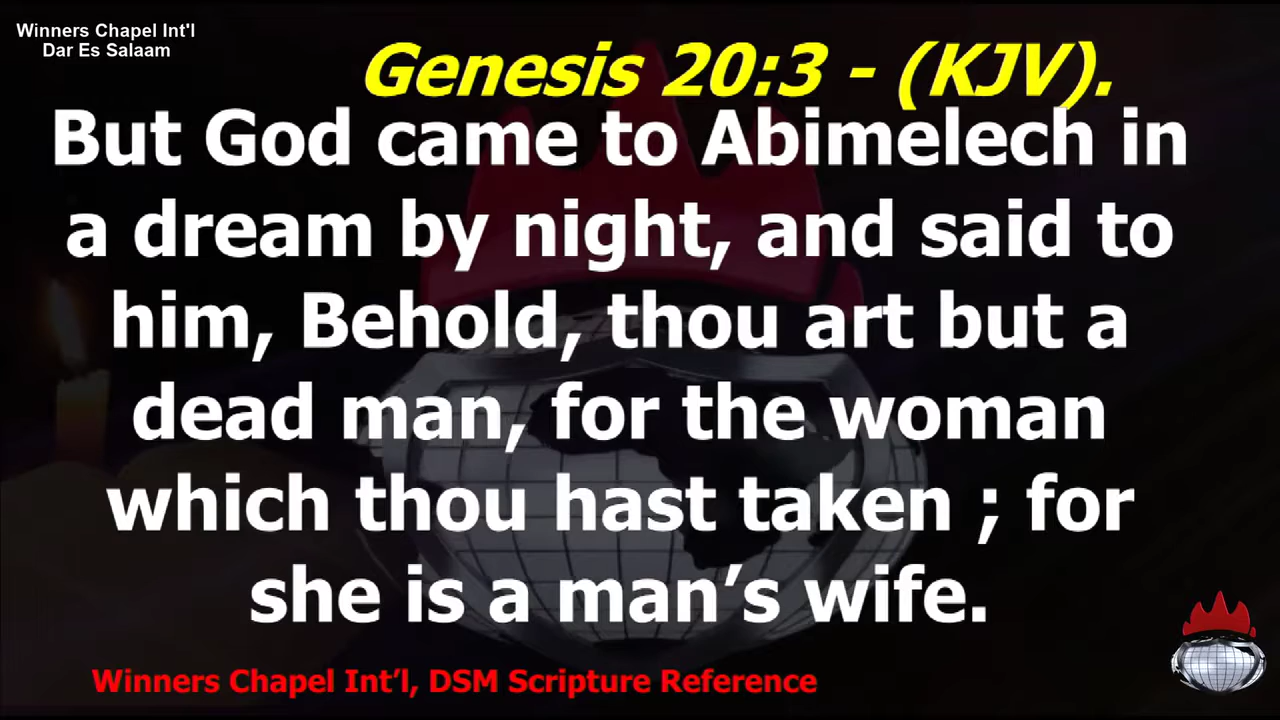 Winners Chapel Int'l
Dar Es Salaam
Genesis 20:3 - (KJV).
But God came to Abimelech in
a dream by night, and said to
him, Behold, thou art but a
dead man, for the woman
which thou hast taken ; for
she is a man’s wife.
Winners Chapel Int’l, DSM Scripture Reference